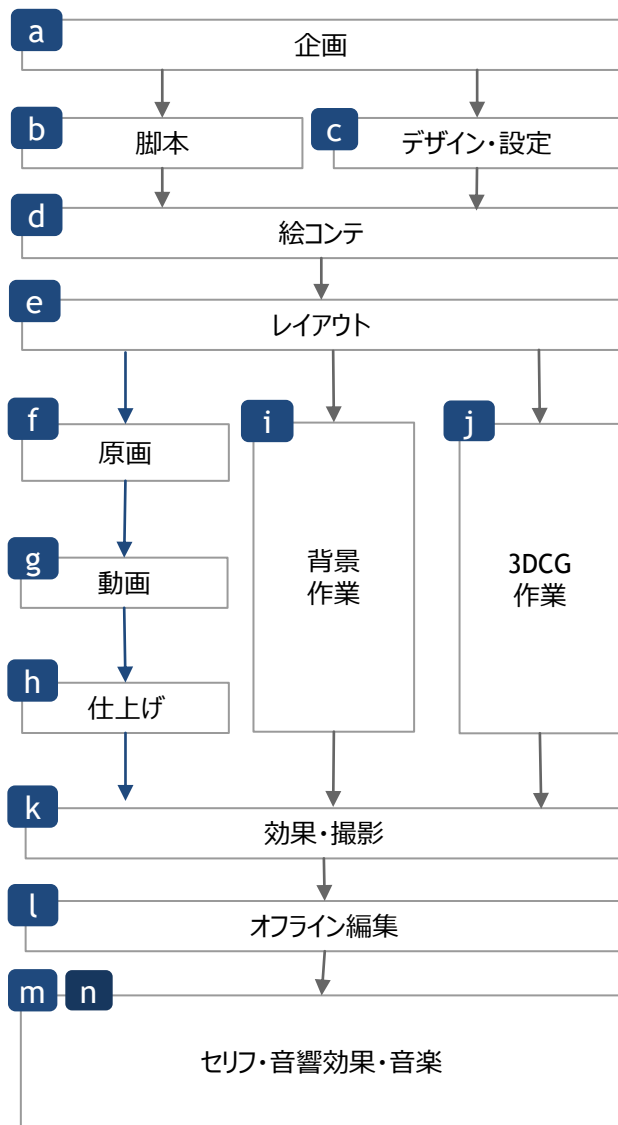 a
企画
b
脚本
c
デザイン・設定
d
絵コンテ
e
レイアウト
f
原画
g
動画
h
仕上げ
i
背景
作業
j
3DCG
作業
k
効果・撮影
l
オフライン編集
m n
セリフ・音響効果・音楽